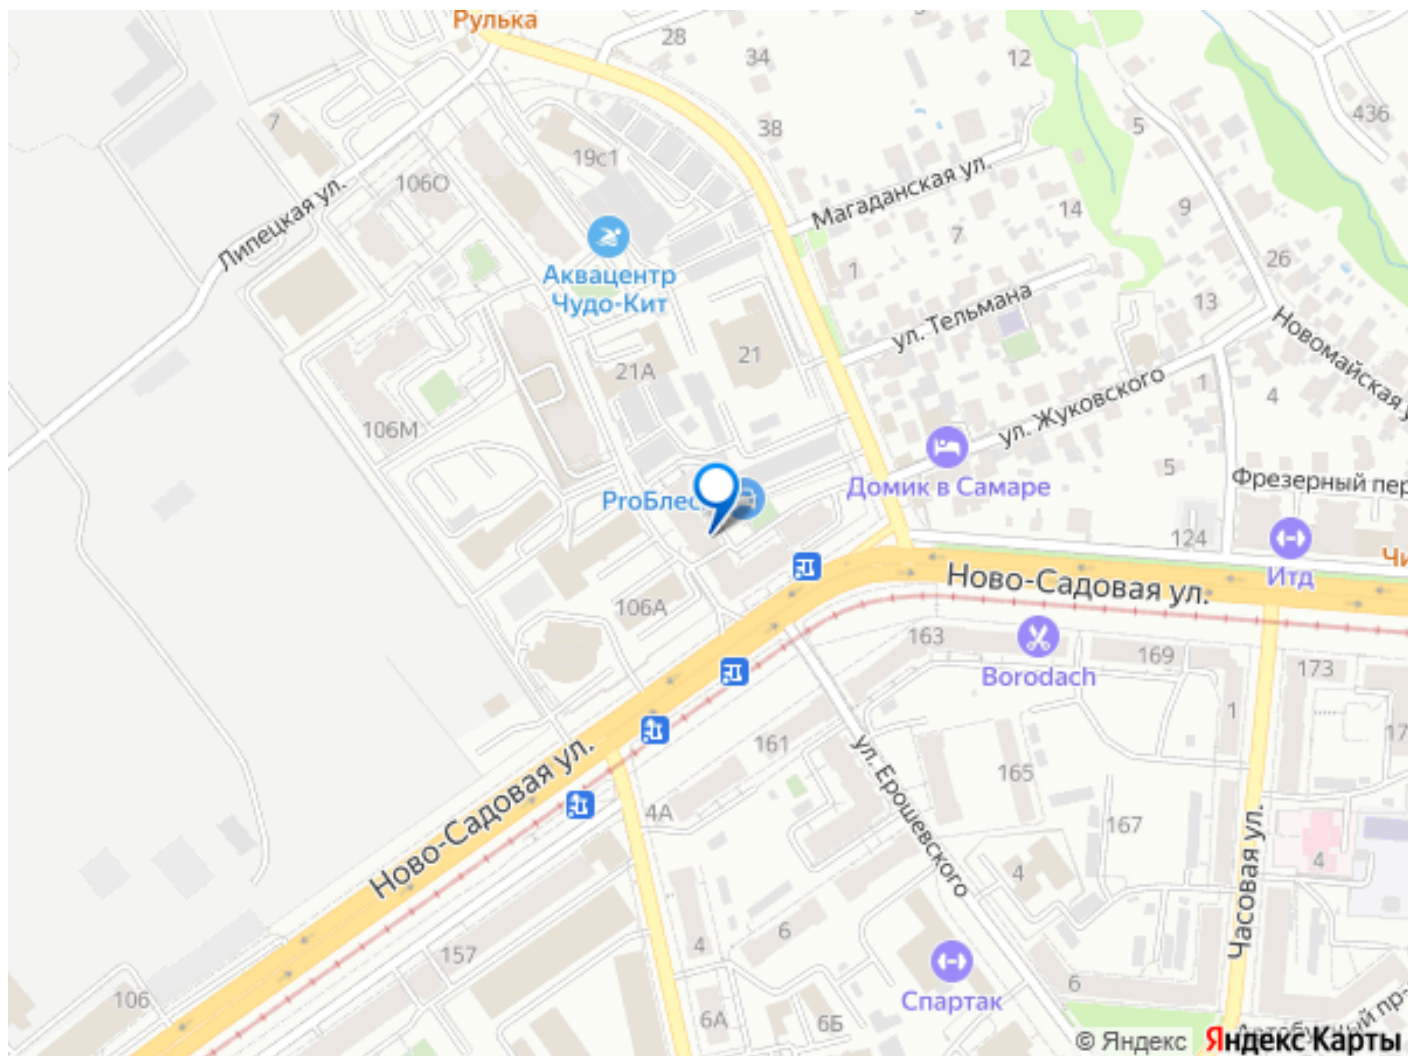 Рулька
28
34
12
436
7
38
5
19с1
106О
Магаданская ул.
Липецкая ул.
14
9
7
Аквацентр
Чудо-Кит
1
26
13
ул. Тельмана
Новомайская
21
21А
ул. Жуковского
1
4
106М
5
Домик в Самаре
Фрезерный пер
124
Итд
Ново-Садовая ул.
106А
163
169
173
Borodach
1
161
165
ул. Ерошевского
Ново-Садовая ул.
4А
167
4
4
Часовая ул.
6
4
157
Спартак
6
106
6А
6Б
© Яндекс
Яндекс Карты